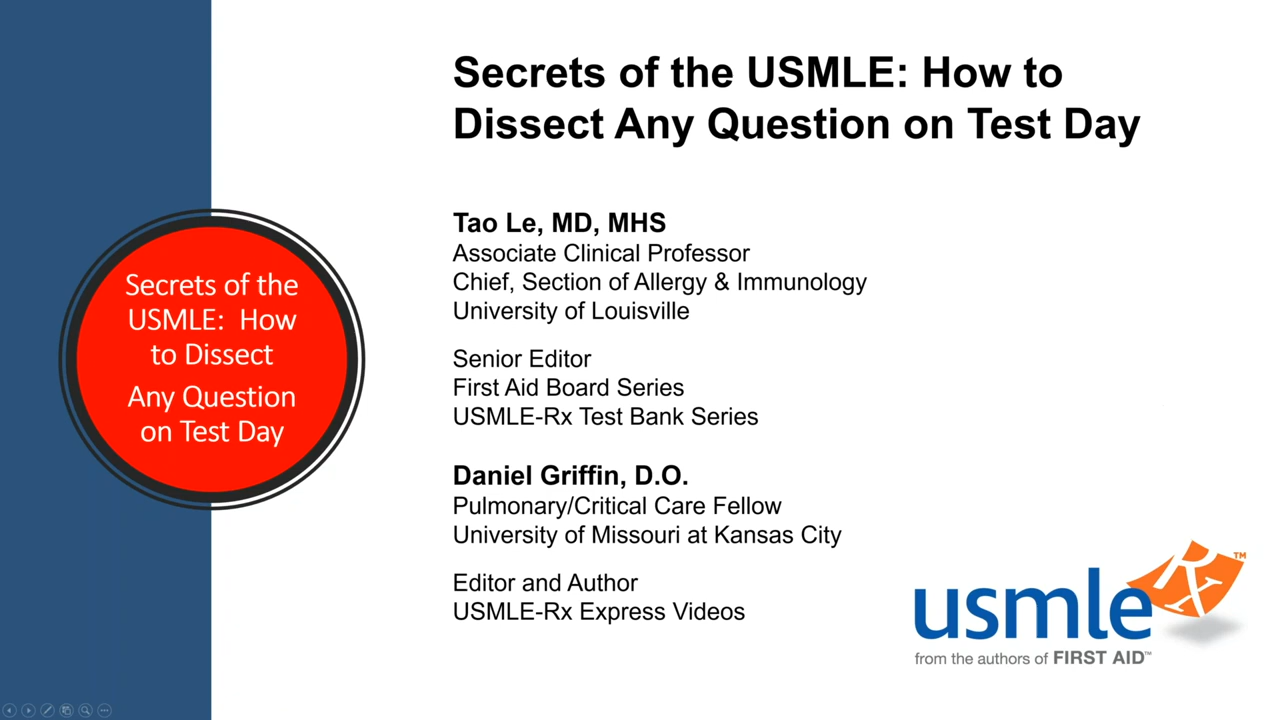 Secrets of the USMLE: How to
Dissect Any Question on Test Day
Secrets of the
USMLE: How
to Dissect
Any Question
on Test Day
Tao Le, MD, MHS
Associate Clinical Professor
Chief, Section of Allergy & Immunology
University of Louisville
Senior Editor
First Aid Board Series
USMLE-Rx Test Bank Series
Daniel Griffin, D.O.
Pulmonary/Critical Care Fellow
University of Missouri at Kansas City
Editor and Author
USMLE-Rx Express Videos
usmle Rx™
from the authors of FIRST AID™